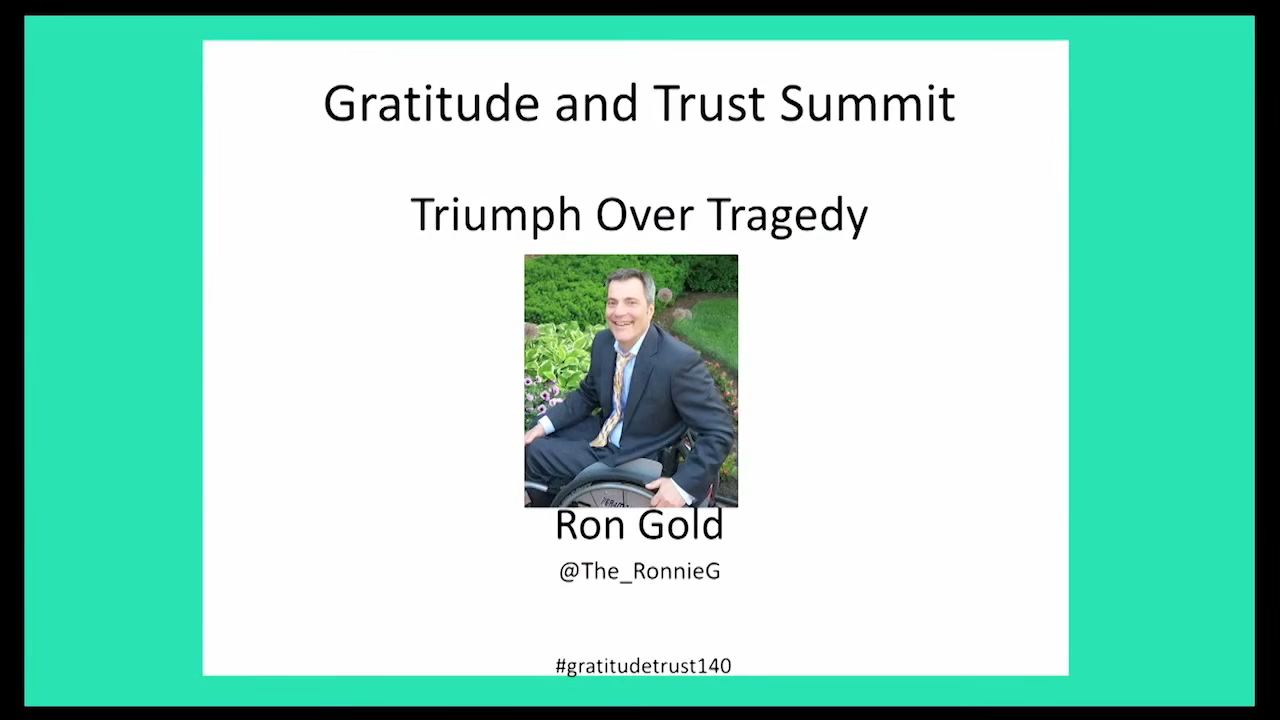 Gratitude and Trust Summit
Triumph Over Tragedy
Ron Gold
@The_RonnieG
#gratitudetrust140